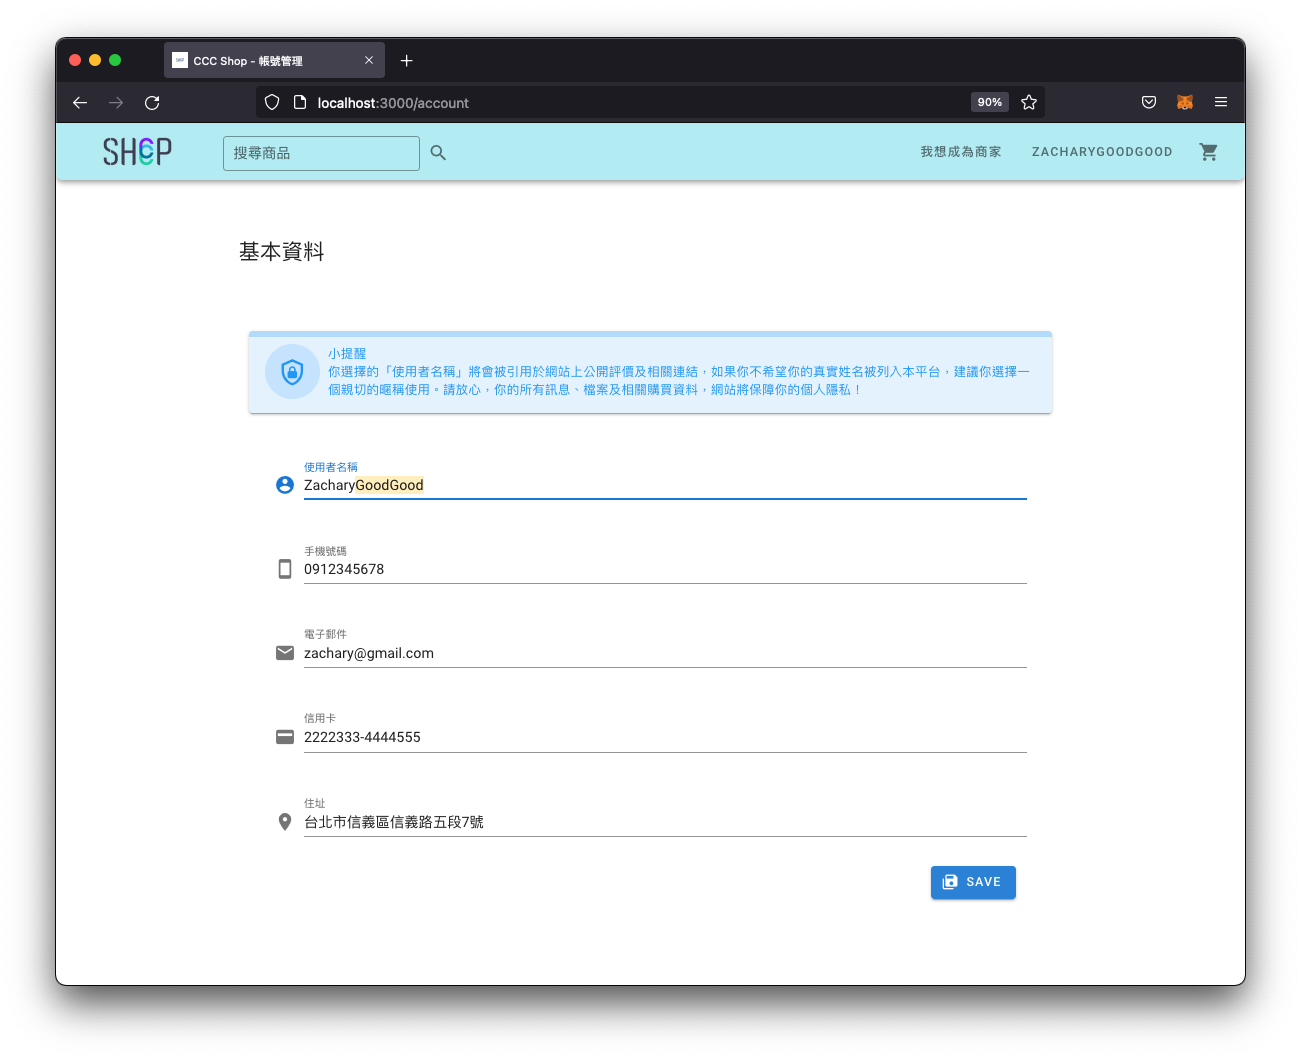 CCC Shop - 帳號管理
localhost:3000/account
90%
SHCP
搜尋商品
我想成為商家
ZACHARYGOODGOOD
基本資料
小提醒
你選擇的「使用者名稱」將會被引用於網站上公開評價及相關連結，如果你不希望你的真實姓名被列入本平台，建議你選擇一
個親切的暱稱使用。請放心，你的所有訊息、檔案及相關購買資料，網站將保障你的個人隱私！
使用者名稱
ZacharyGoodGood
手機號碼
0912345678
電子郵件
zachary@gmail.com
信用卡
2222333-4444555
住址
台北市信義區信義路五段7號
SAVE